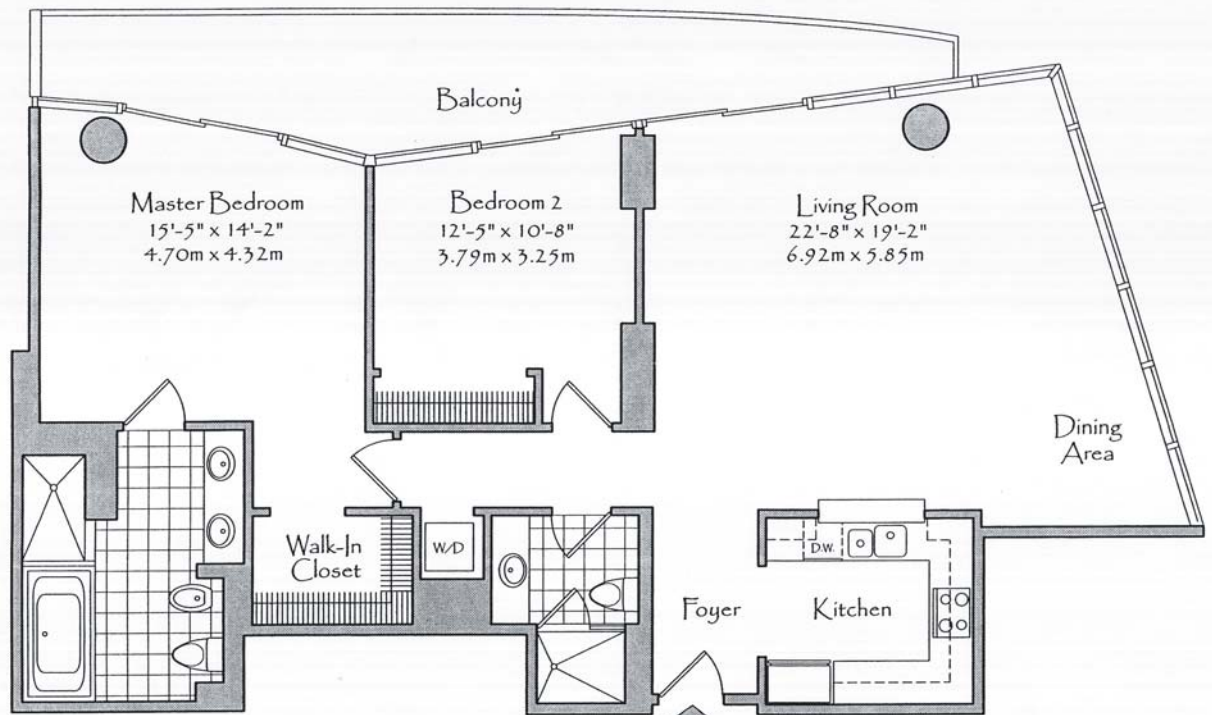 Balcony
Master Bedroom
15'-5" x 14'-2"
4.70m x 4.32m
Bedroom 2
12'-5" x 10'-8"
3.79m x 3.25m
Living Room
22'-8" x 19'-2"
6.92m x 5.85m
Dining
Area
Walk-In
Closet
W/D
D.W.
Foyer
Kitchen